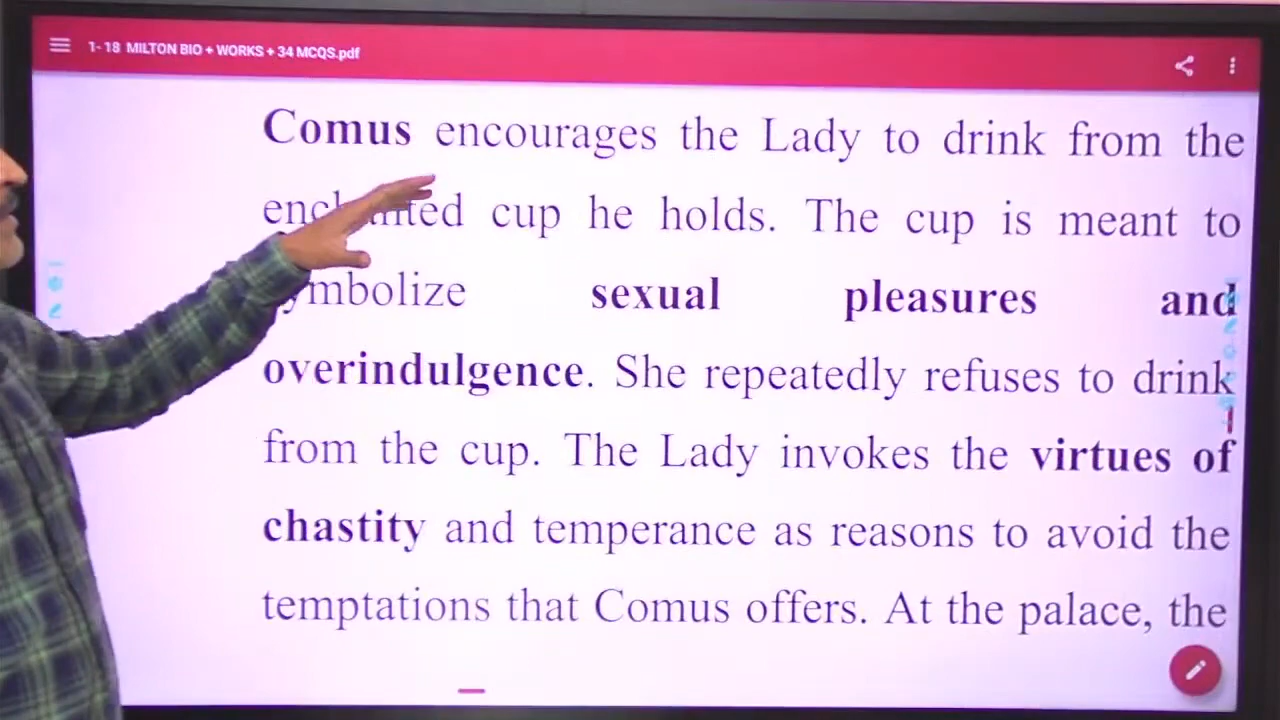 1- 18 MILTON BIO + WORKS + 34 MCQS.pdf
Comus encourages the Lady to drink from the
enchanted cup he holds. The cup is meant to
symbolize sexual pleasures and
overindulgence. She repeatedly refuses to drink
from the cup. The Lady invokes the virtues of
chastity and temperance as reasons to avoid the
temptations that Comus offers. At the palace, the